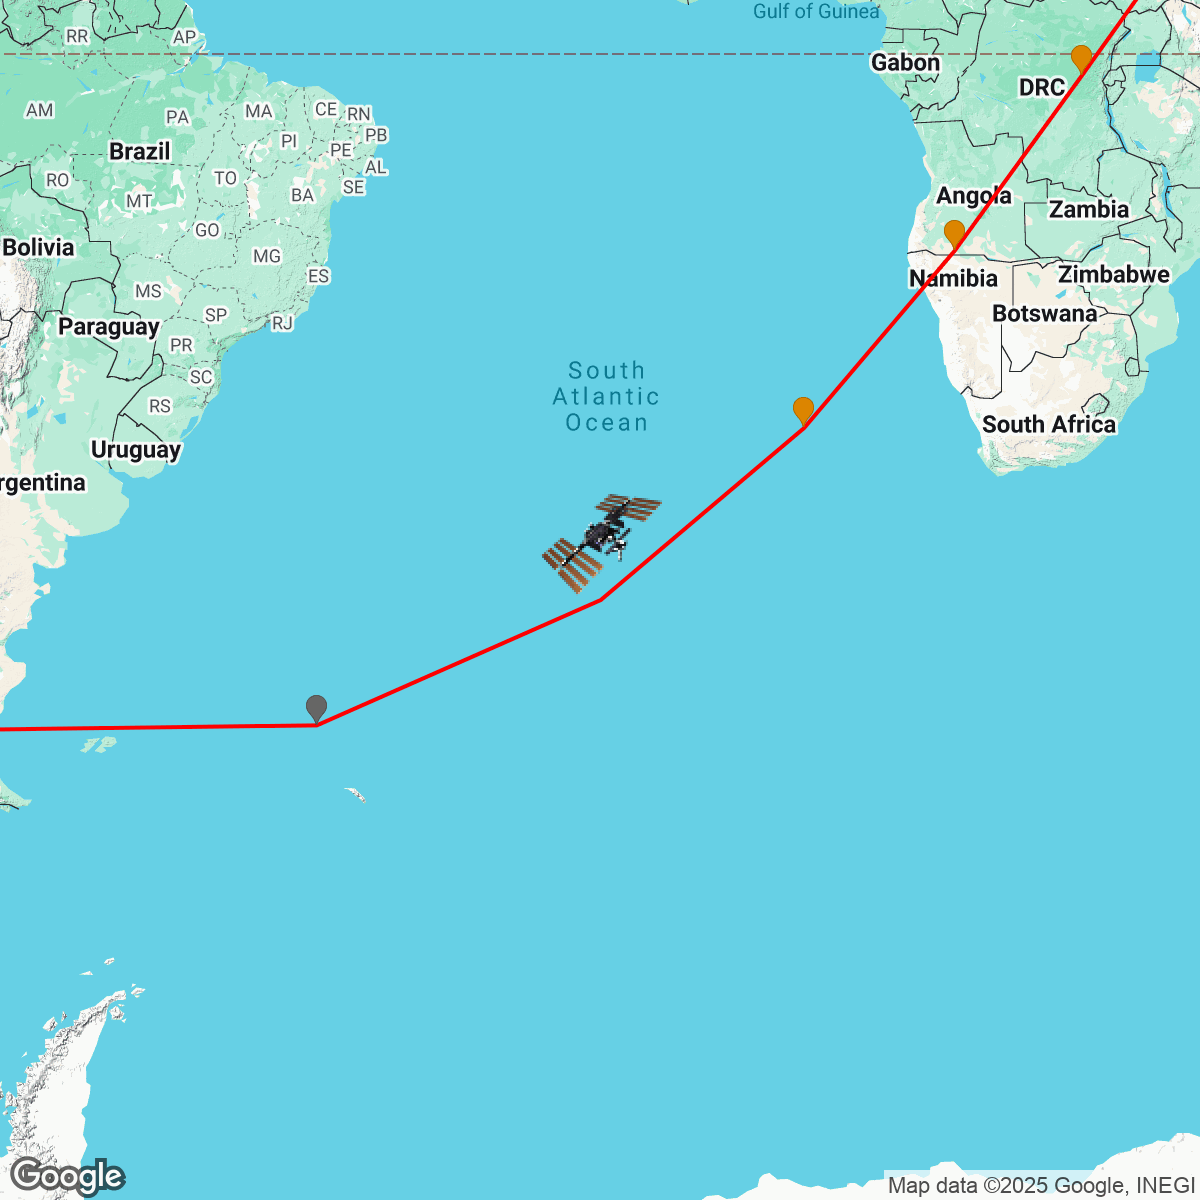 Gulf of Guinea
RR
AP
Gabon
DRC
AM
PA
MA
CE
RN
PI
PB
PE
Brazil
AL
RO
TO
SE
MT
BA
Angola
Zambia
GO
Bolivia
MG
ES
Namibia
Zimbabwe
MS
SP
RJ
Botswana
Paraguay
PR
SC
South
Atlantic
Ocean
RS
Uruguay
South Africa
rgentina
Google
Map data ©2025 Google, INEGI